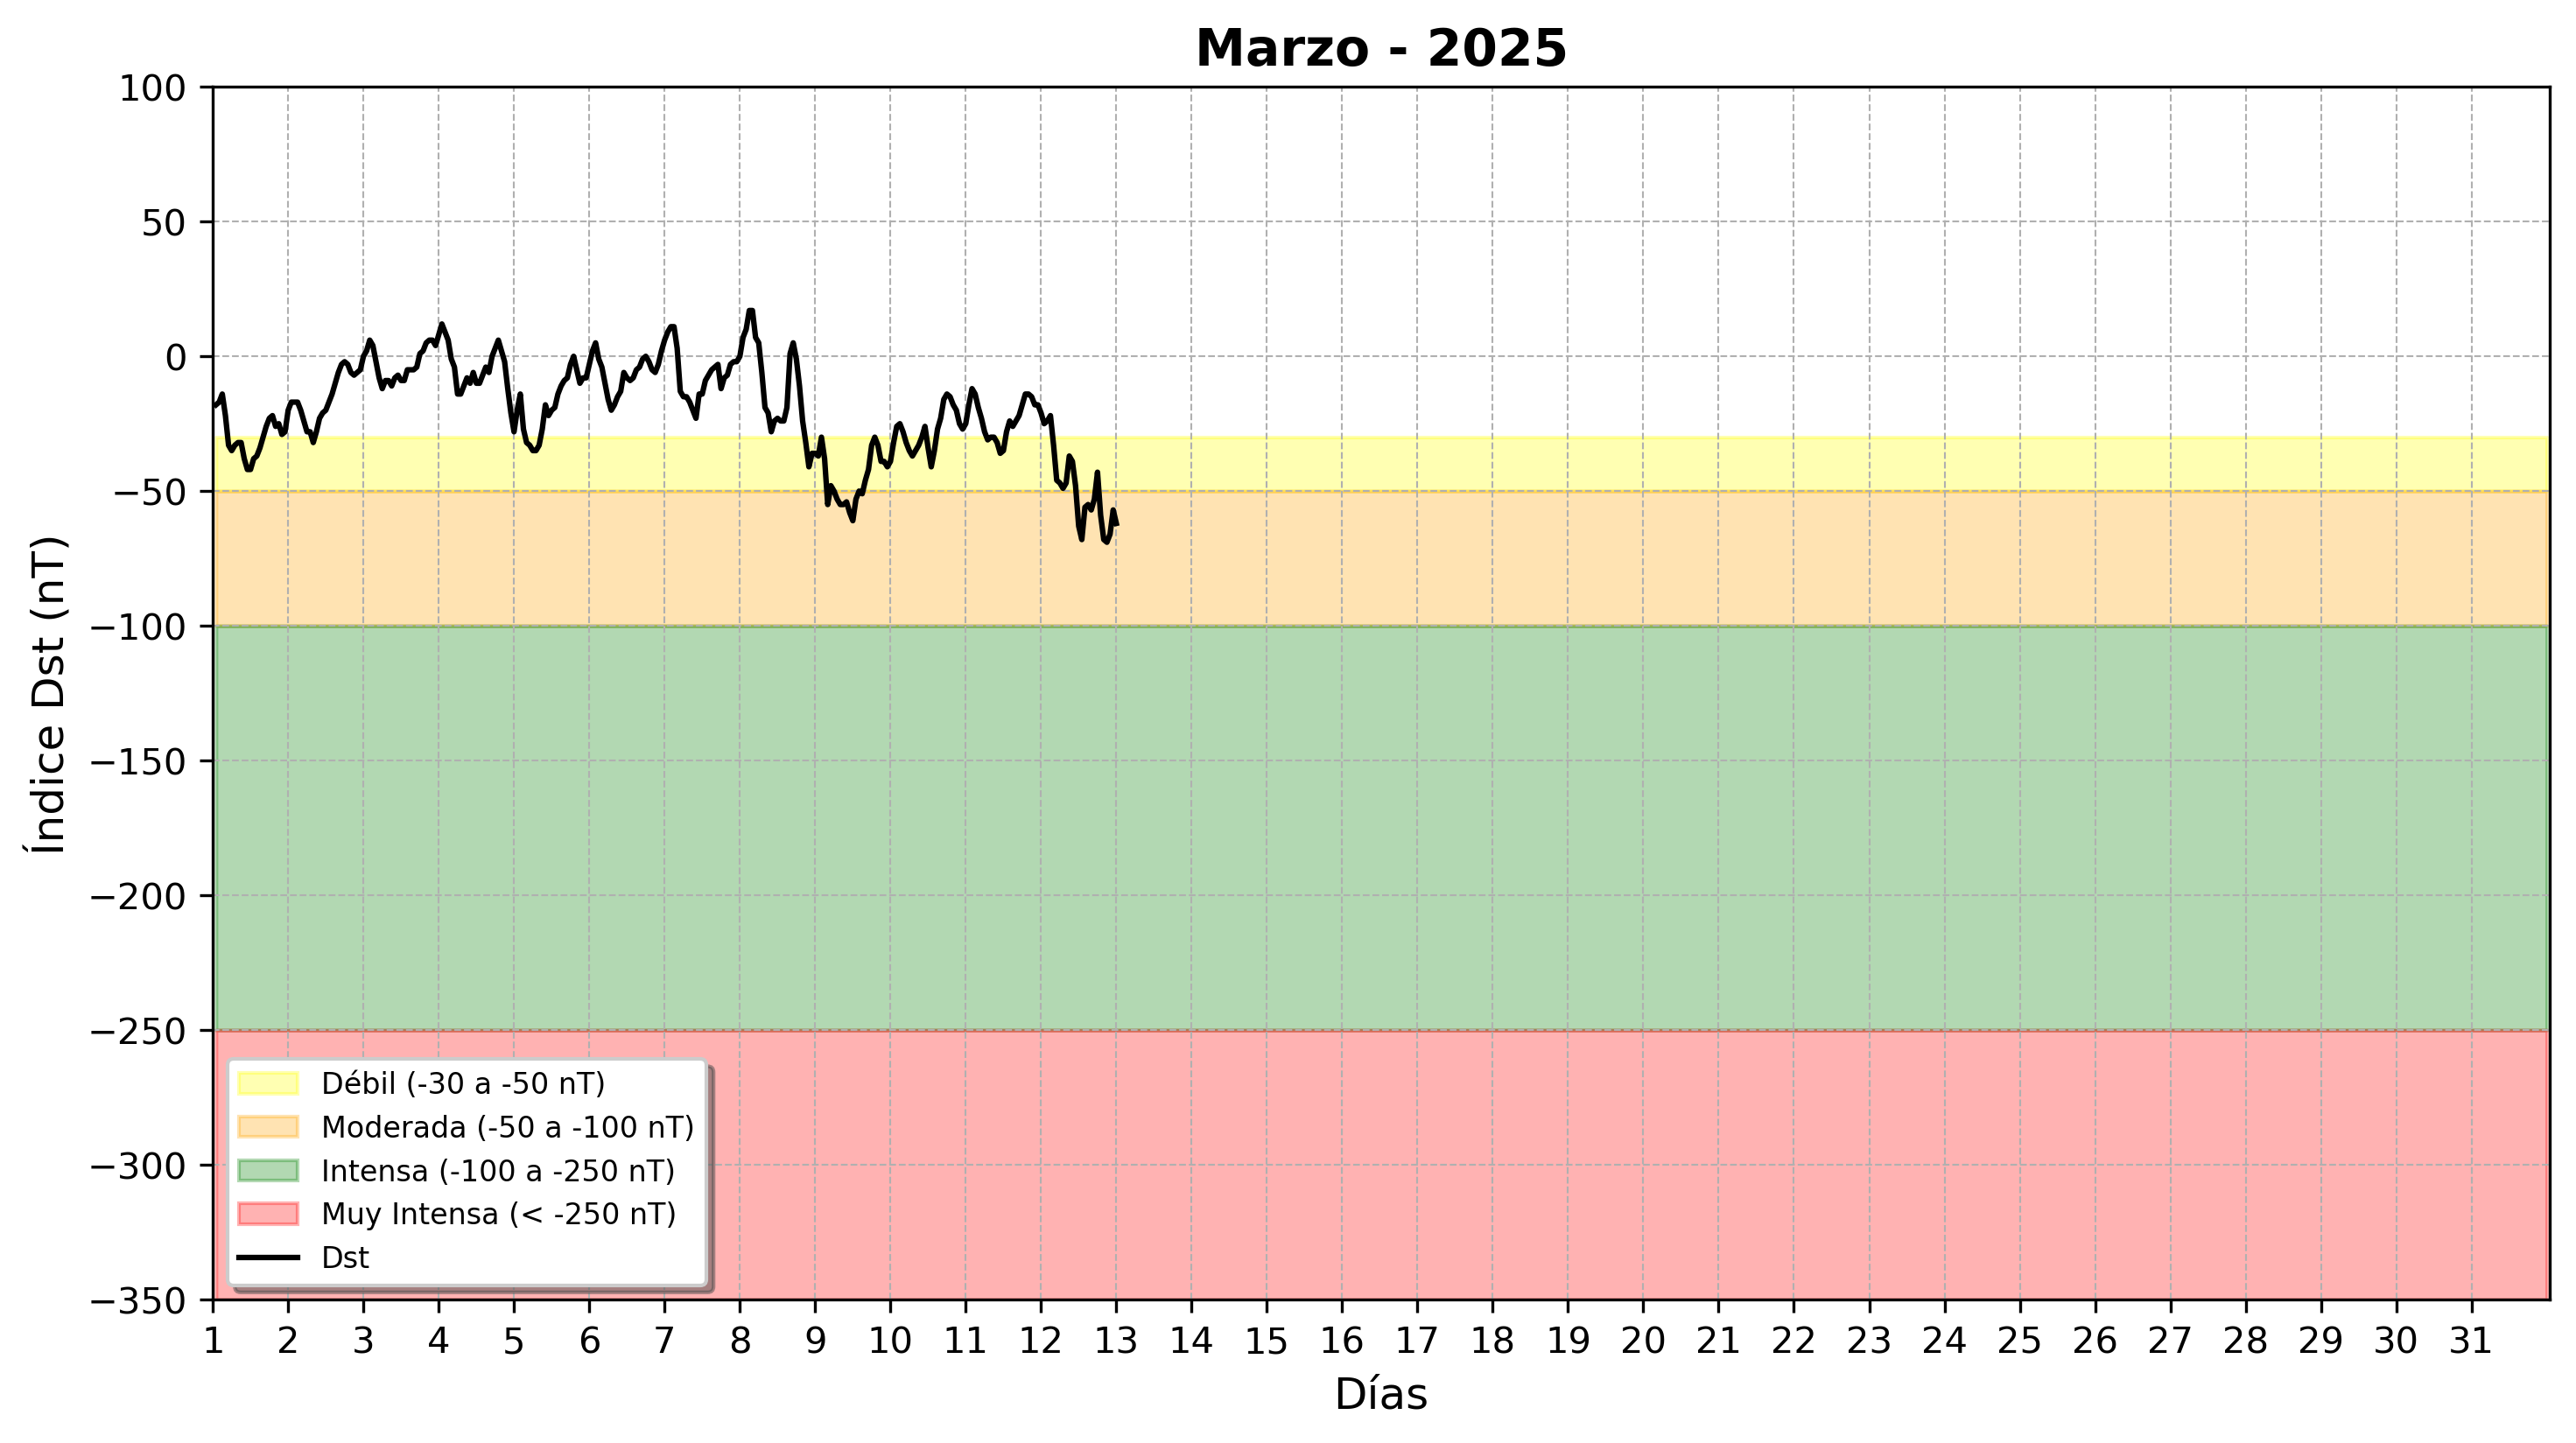 Marzo - 2025
100
50
0
−50
−100
−150
−200
−250
−300
−350
Índice Dst (nT)
Débil (-30 a -50 nT)
Moderada (-50 a -100 nT)
Intensa (-100 a -250 nT)
Muy Intensa (< -250 nT)
Dst
1 2 3 4 5 6 7 8 9 10 11 12 13 14 15 16 17 18 19 20 21 22 23 24 25 26 27 28 29 30 31
Días